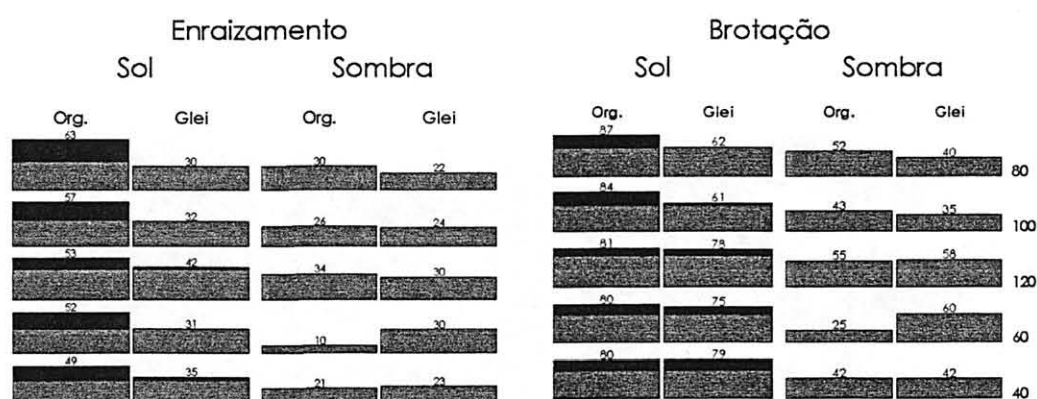 Enraizamento Brotação
Sol Sombra Sol Sombra
Org. Glei Org. Glei Org. Glei Org. Glei
63 30 30 22 87 62 52 40 80
57 32 26 24 84 61 43 35 100
53 42 34 30 81 78 55 58 120
52 31 10 30 80 75 25 60 60
49 35 21 23 80 79 42 42 40